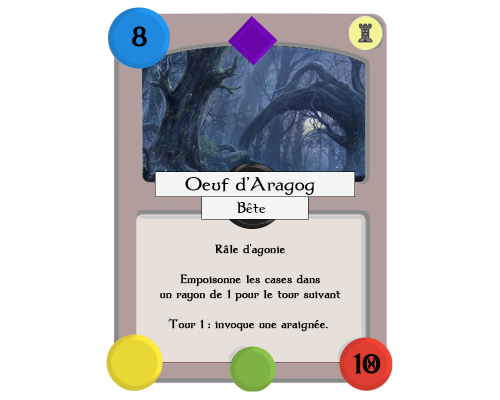 8
Oeuf d'Aragog
Bête
Râle d'agonie
Empoisonne les cases dans
un rayon de 1 pour le tour suivant
Tour 1 : invoque une araignée.
10